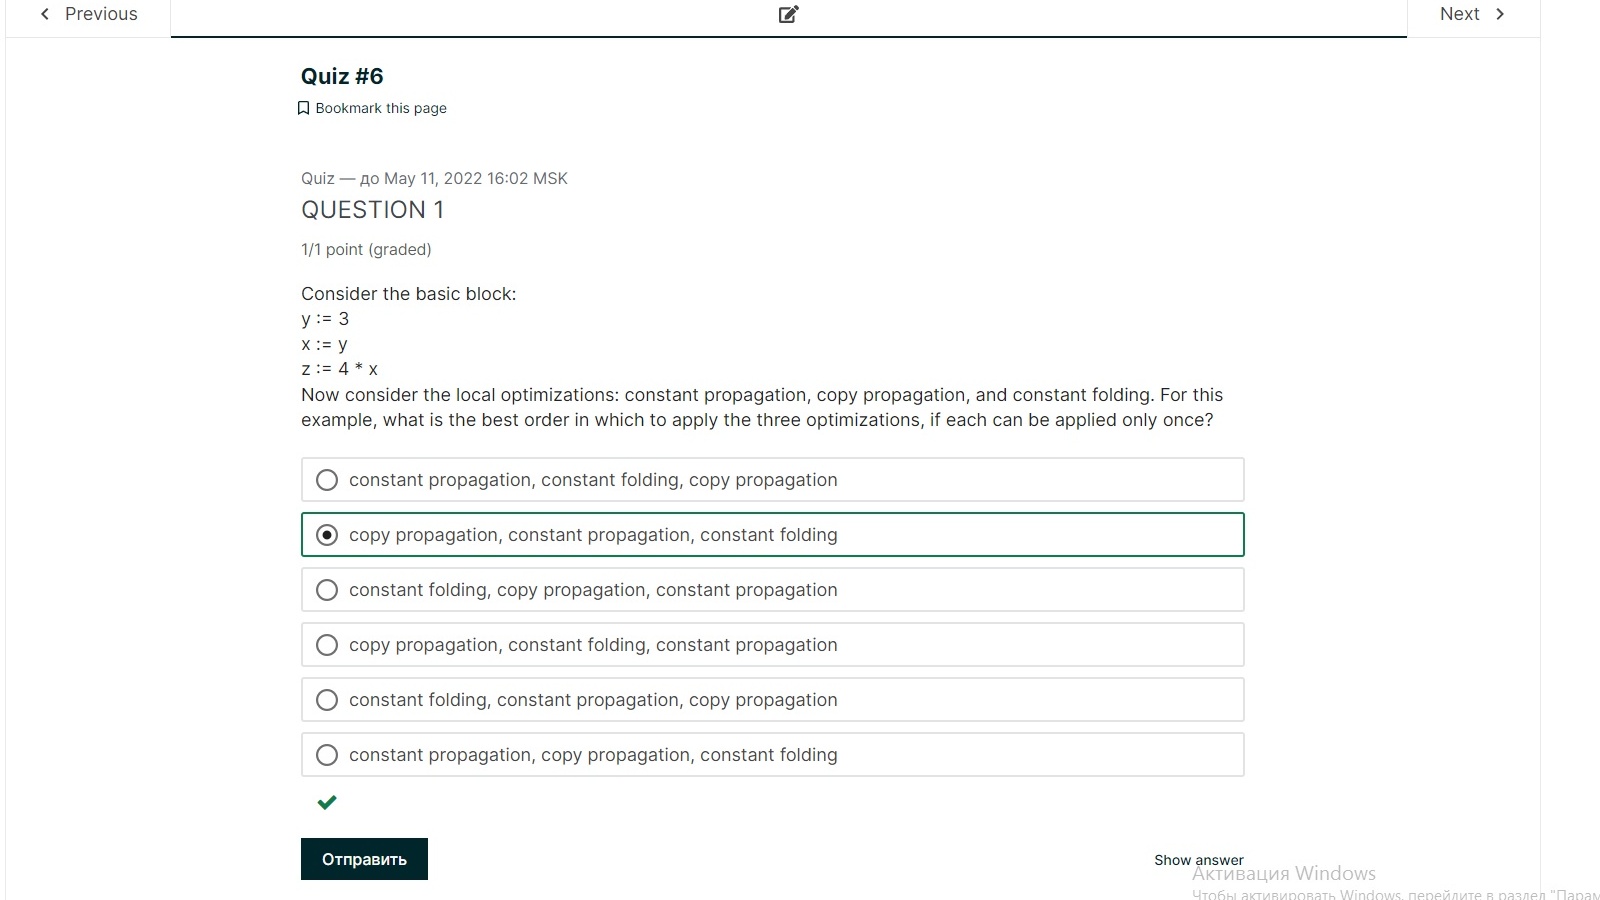 Previous
Next
Quiz #6
Bookmark this page
Quiz — до May 11, 2022 16:02 MSK
QUESTION 1
1/1 point (graded)
Consider the basic block:
y := 3
x := y
z := 4 * x
Now consider the local optimizations: constant propagation, copy propagation, and constant folding. For this
example, what is the best order in which to apply the three optimizations, if each can be applied only once?
constant propagation, constant folding, copy propagation
copy propagation, constant propagation, constant folding
constant folding, copy propagation, constant propagation
copy propagation, constant folding, constant propagation
constant folding, constant propagation, copy propagation
constant propagation, copy propagation, constant folding
Отправить
Show answer
Активация Windows
Чтобы активировать Windows, перейдите в раздел "Парам